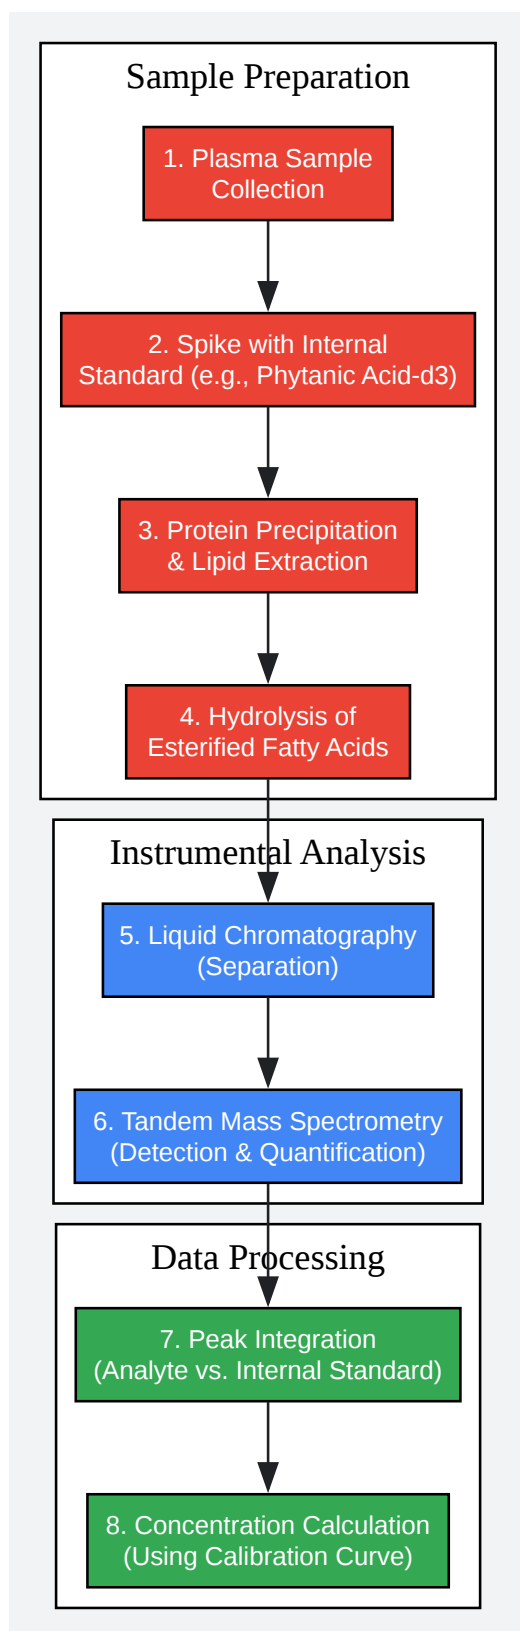 Sample Preparation
1. Plasma Sample
Collection
2. Spike with Internal
Standard (e.g., Phytanic Acid-d3)
3. Protein Precipitation
& Lipid Extraction
4. Hydrolysis of
Esterified Fatty Acids
Instrumental Analysis
5. Liquid Chromatography
(Separation)
6. Tandem Mass Spectrometry
(Detection & Quantification)
Data Processing
7. Peak Integration
(Analyte vs. Internal Standard)
8. Concentration Calculation
(Using Calibration Curve)